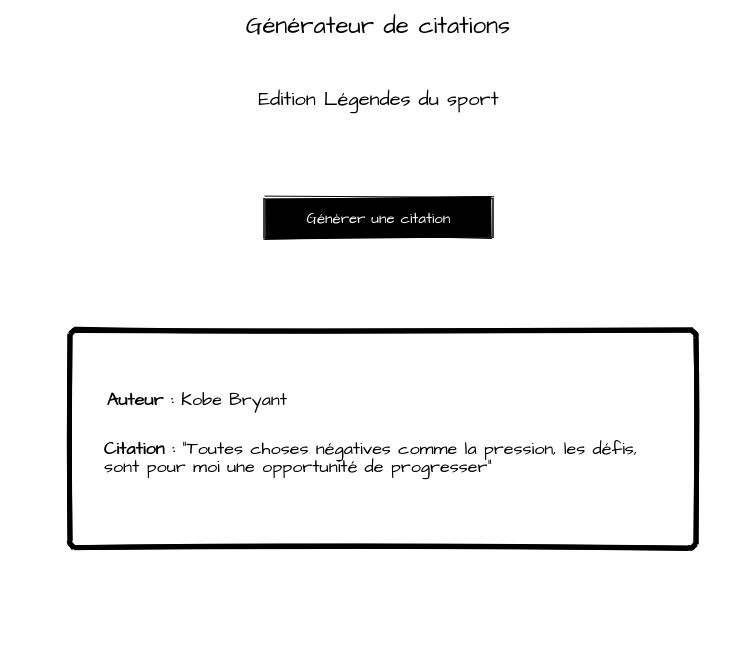 Générateur de citations
Edition Légendes du sport
Générer une citation
Auteur : Kobe Bryant
Citation : "Toutes choses négatives comme la pression, les défis,
sont pour moi une opportunité de progresser"